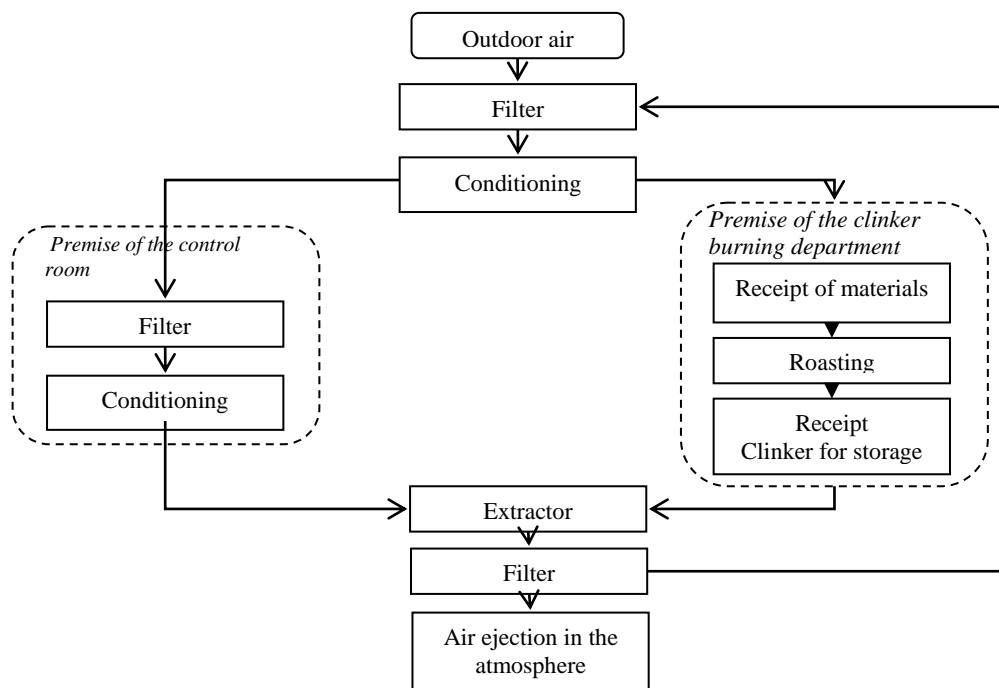 Outdoor air
Filter
Conditioning
Premise of the control
room
Filter
Conditioning
Premise of the clinker
burning department
Receipt of materials
Roasting
Receipt
Clinker for storage
Extractor
Filter
Air ejection in the
atmosphere